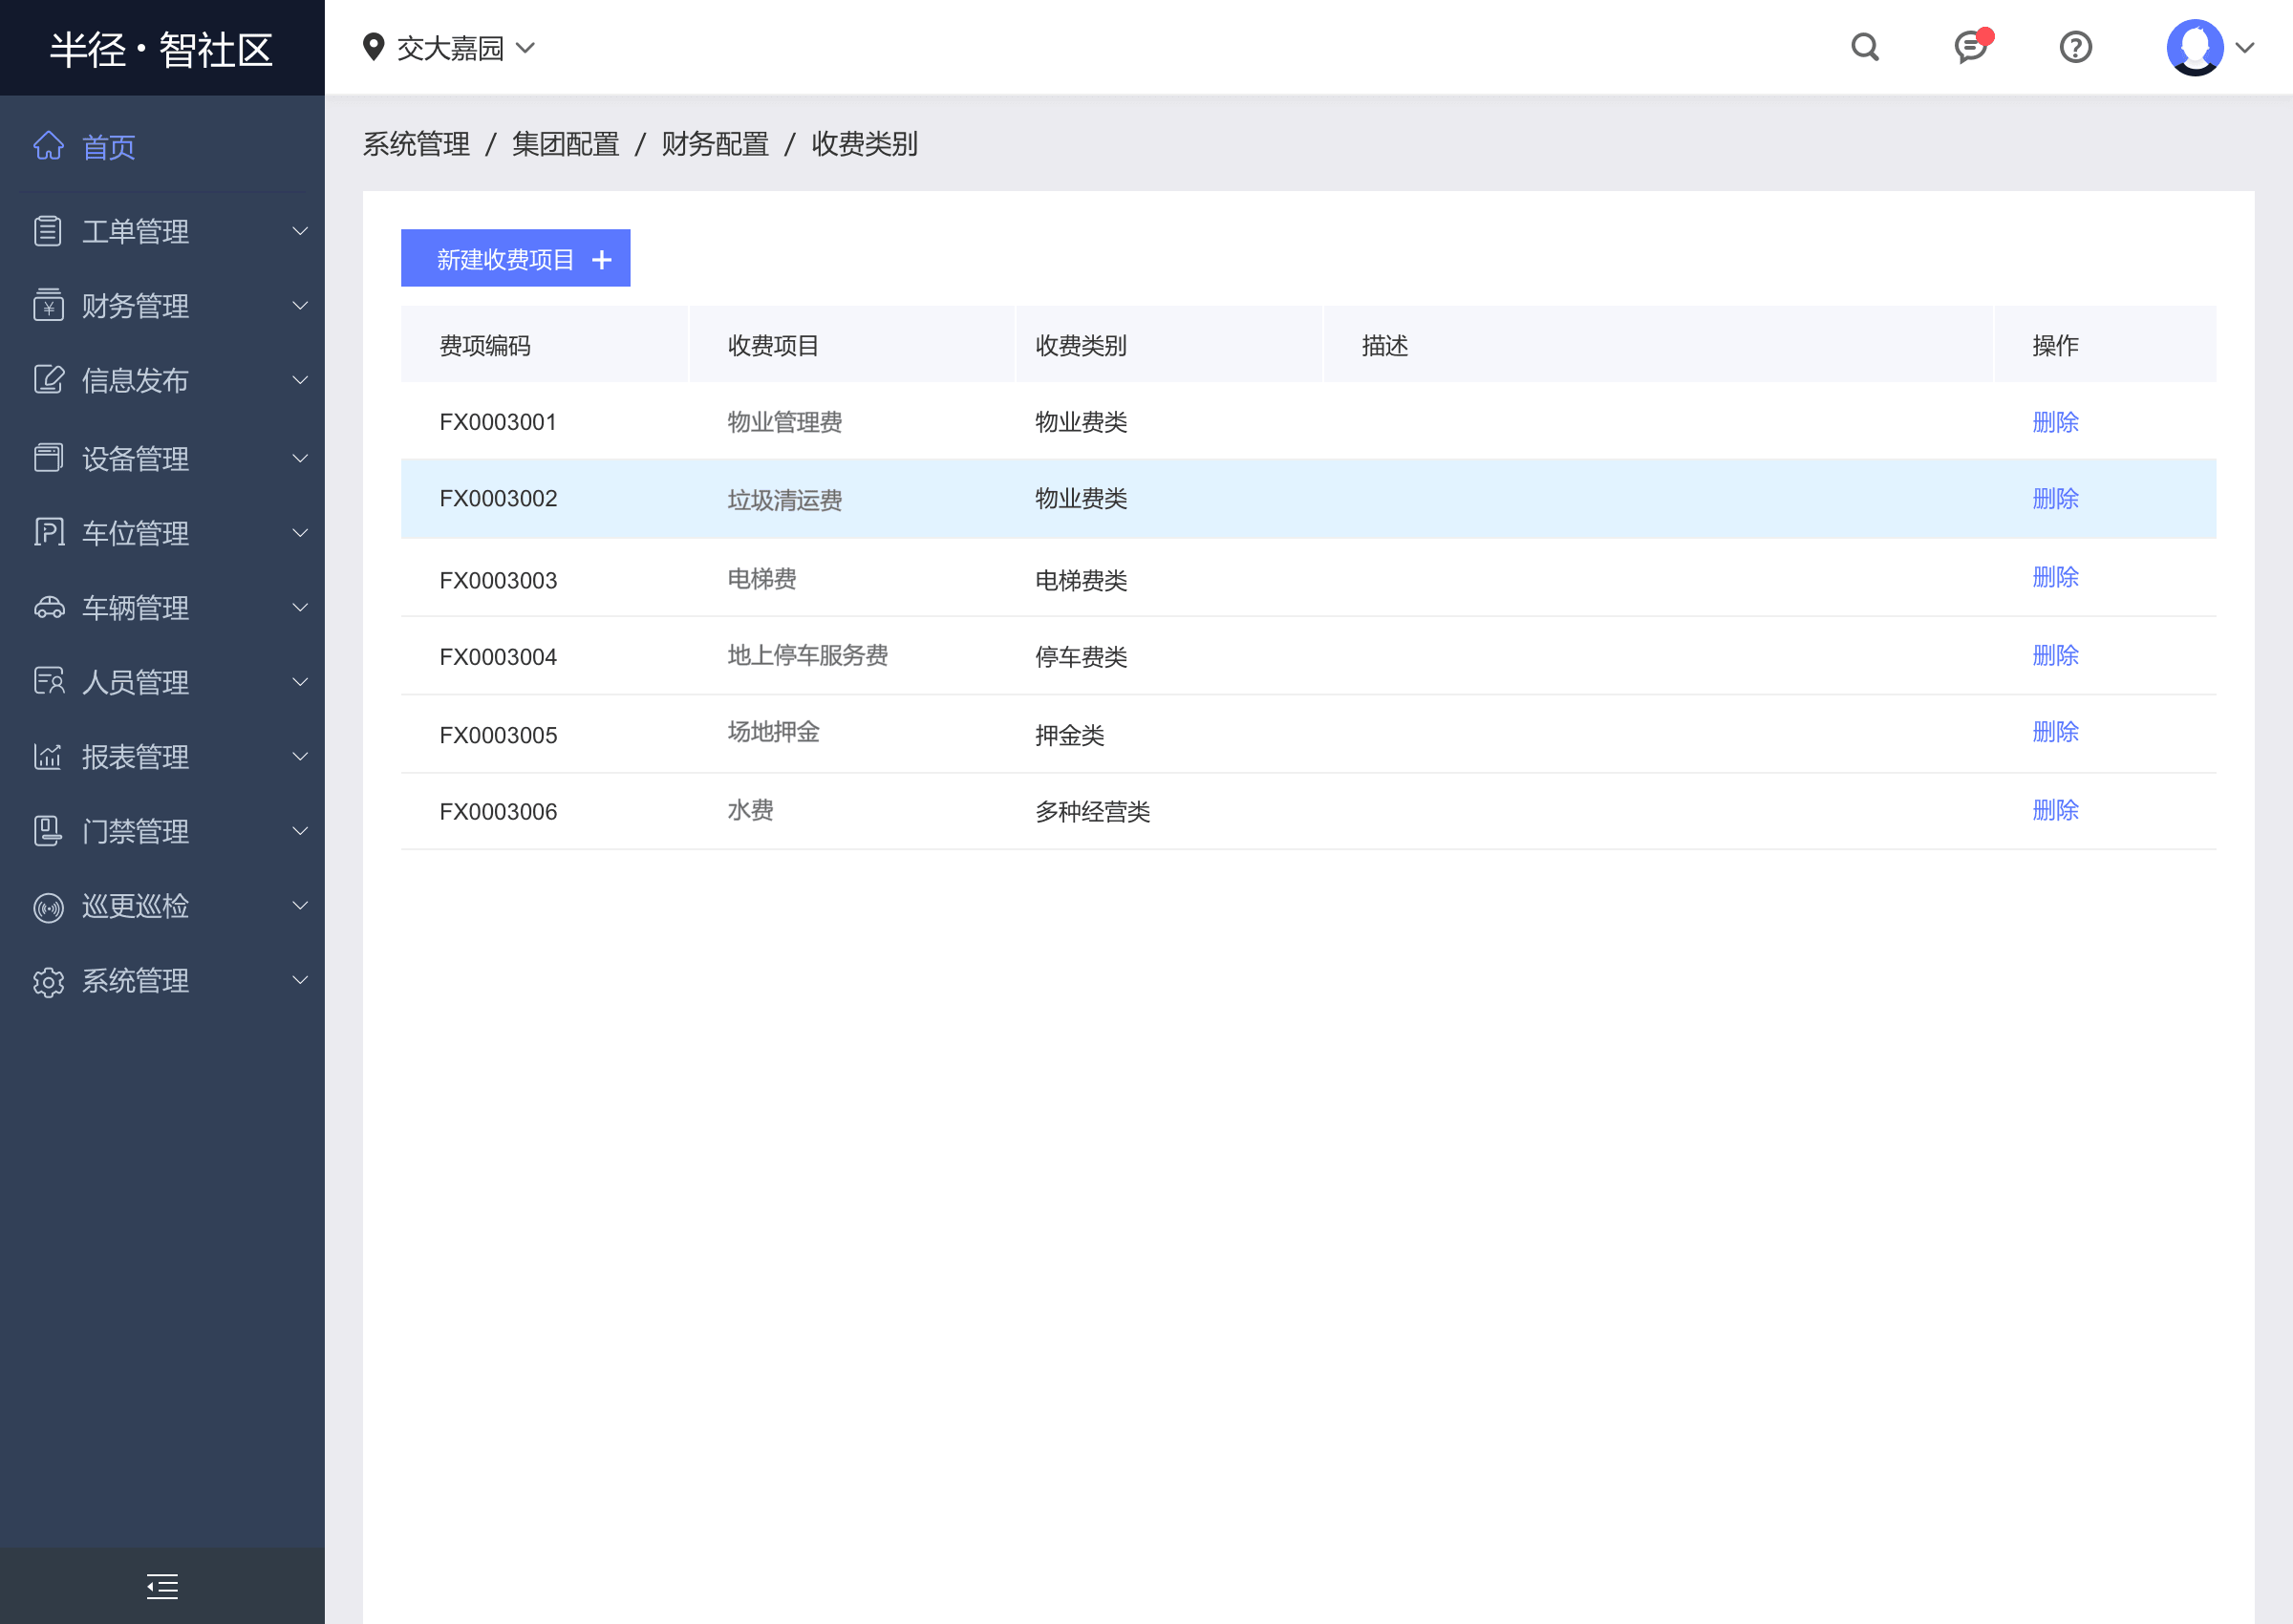 半径·智社区
交大嘉园
首页
工单管理
财务管理
信息发布
设备管理
车位管理
车辆管理
人员管理
报表管理
门禁管理
巡更巡检
系统管理
系统管理 / 集团配置 / 财务配置 / 收费类别
新建收费项目 +
费项编码 收费项目 收费类别 描述 操作
FX0003001 物业管理费 物业费类 删除
FX0003002 垃圾清运费 物业费类 删除
FX0003003 电梯费 电梯费类 删除
FX0003004 地上停车服务费 停车费类 删除
FX0003005 场地押金 押金类 删除
FX0003006 水费 多种经营类 删除